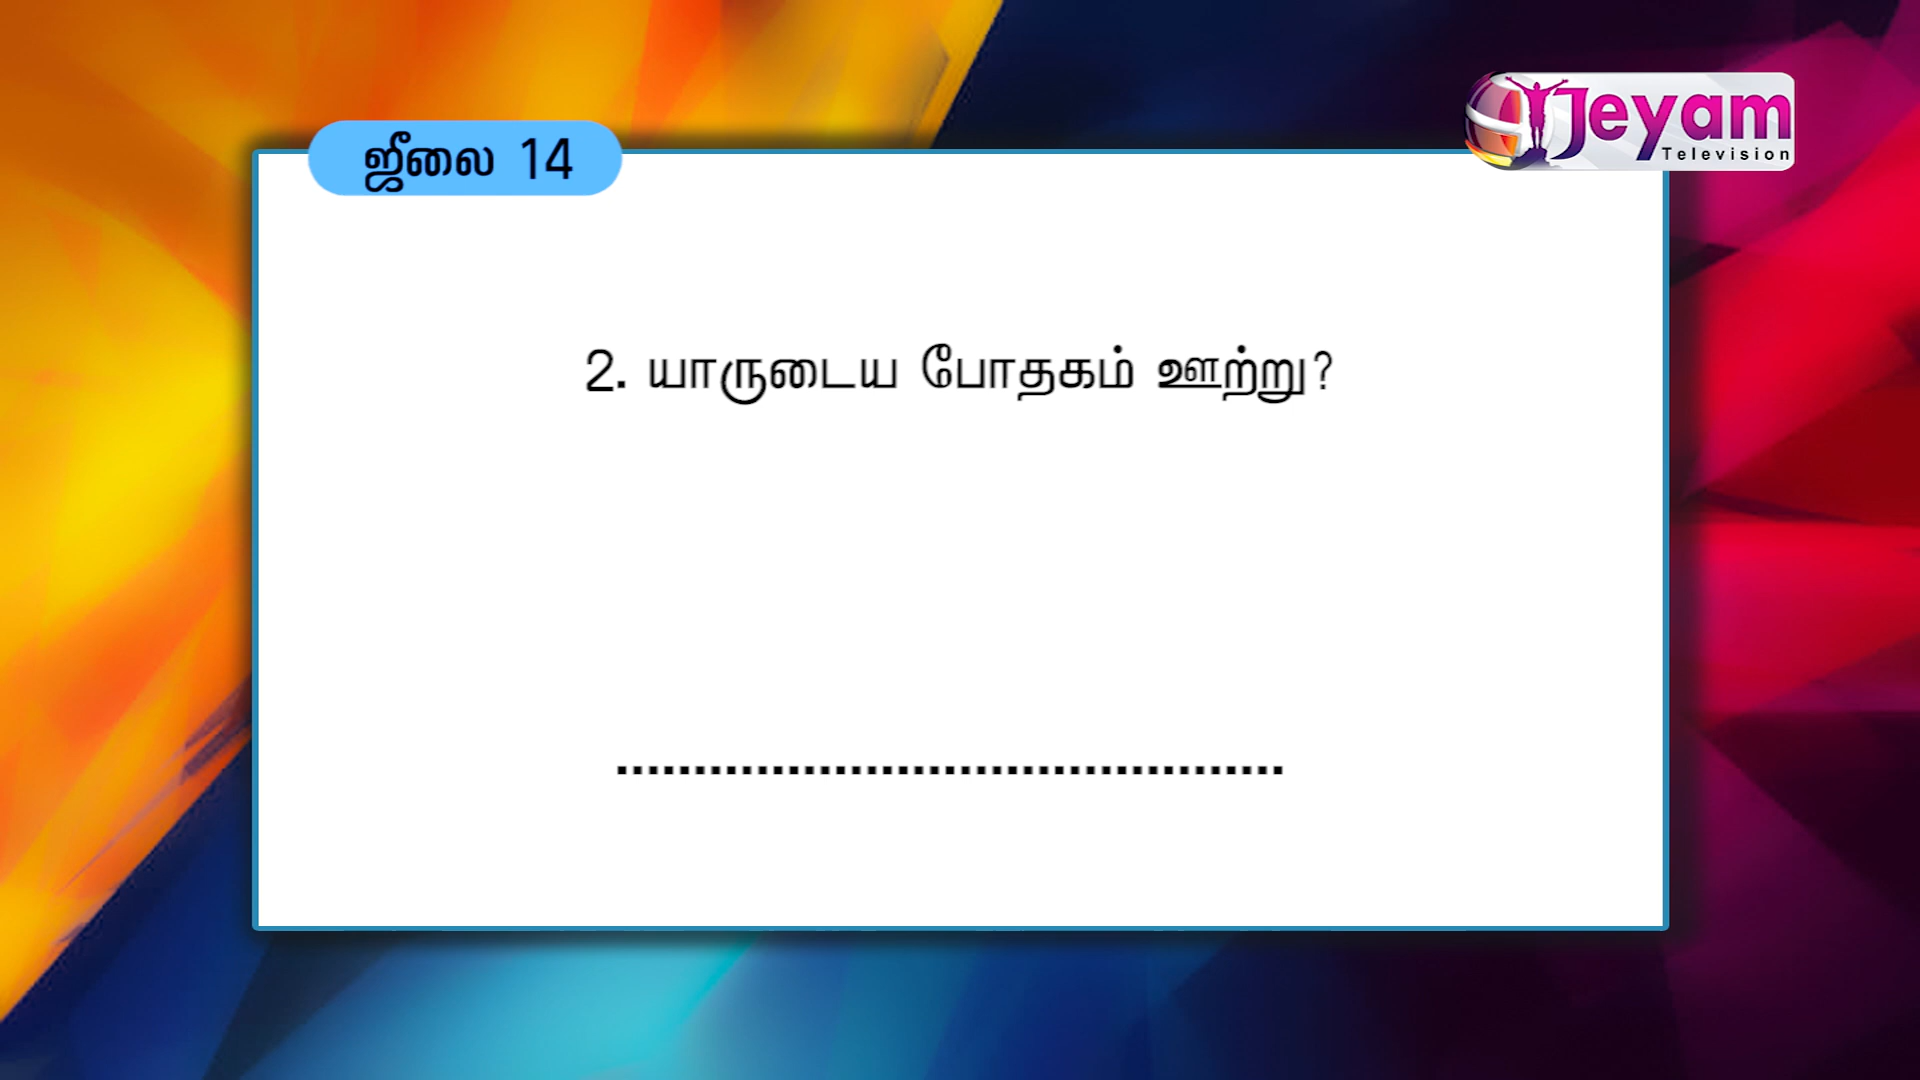 Jeyam
Television
ஜீலை 14
2. யாருடைய போதகம் ஊற்று?
...........................................